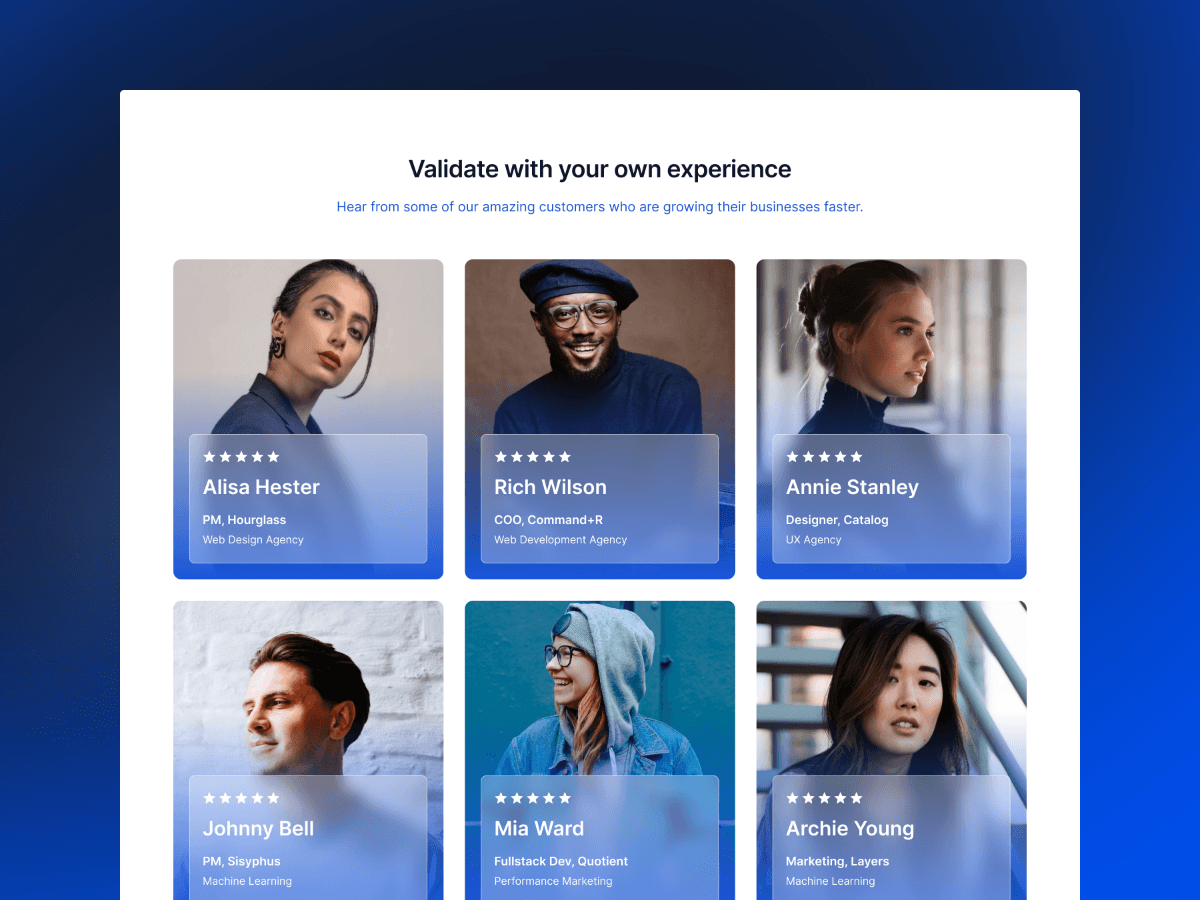 Validate with your own experience
Hear from some of our amazing customers who are growing their businesses faster.
Alisa Hester
PM, Hourglass
Web Design Agency
Rich Wilson
COO, Command+R
Web Development Agency
Annie Stanley
Designer, Catalog
UX Agency
Johnny Bell
PM, Sisyphus
Machine Learning
Mia Ward
Fullstack Dev, Quotient
Performance Marketing
Archie Young
Marketing, Layers
Machine Learning